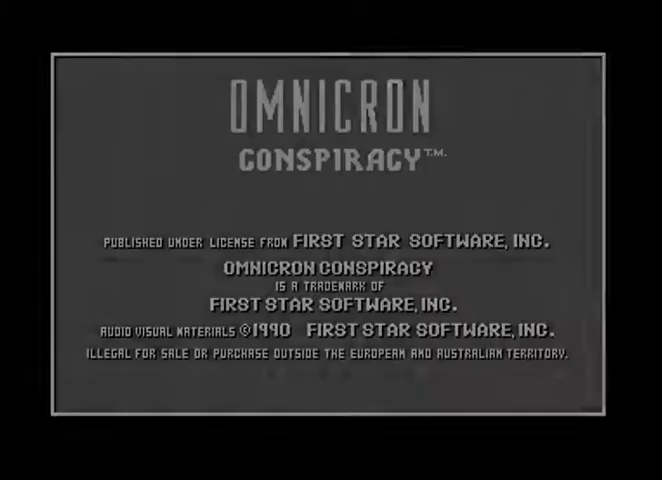 OMNICRON
CONSPIRACY™
PUBLISHED UNDER LICENSE FROM FIRST STAR SOFTWARE, INC.
OMNICRON CONSPIRACY
IS A TRADEMARK OF
FIRST STAR SOFTWARE, INC.
AUDIO VISUAL MATERIALS ©1990 FIRST STAR SOFTWARE, INC.
ILLEGAL FOR SALE OR PURCHASE OUTSIDE THE EUROPEAN AND AUSTRALIAN TERRITORY.